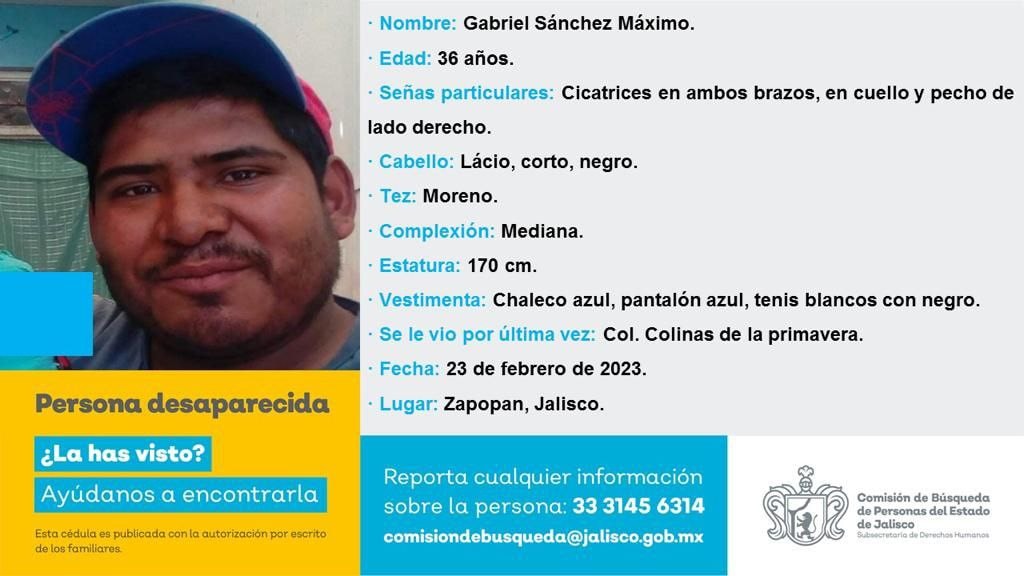 · Nombre: Gabriel Sánchez Máximo.
· Edad: 36 años.
· Señas particulares: Cicatrices en ambos brazos, en cuello y pecho de
lado derecho.
· Cabello: Lácio, corto, negro.
· Tez: Moreno.
· Complexión: Mediana.
· Estatura: 170 cm.
· Vestimenta: Chaleco azul, pantalón azul, tenis blancos con negro.
· Se le vio por última vez: Col. Colinas de la primavera.
· Fecha: 23 de febrero de 2023.
· Lugar: Zapopan, Jalisco.
Persona desaparecida
¿La has visto?
Ayúdanos a encontrarla
Esta cédula es publicada con la autorización por escrito
de los familiares.
Reporta cualquier información
sobre la persona: 33 3145 6314
comisiondebusqueda@jalisco.gob.mx
Comisión de Búsqueda
de Personas del Estado
de Jalisco
Subsecretaría de Derechos Humanos